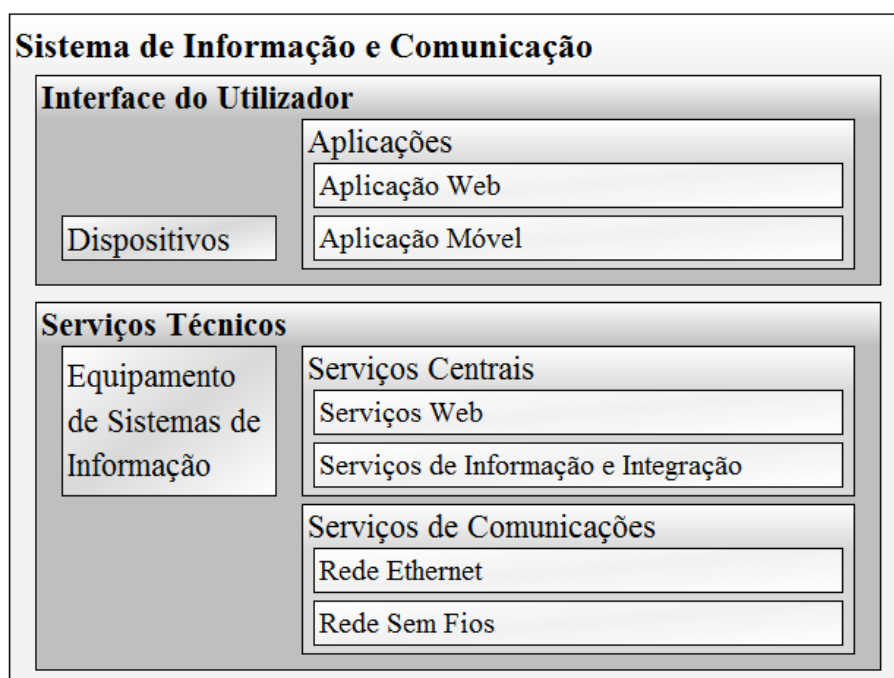 Sistema de Informação e Comunicação
Interface do Utilizador
Dispositivos
Aplicações
Aplicação Web
Aplicação Móvel
Serviços Técnicos
Equipamento
de Sistemas de
Informação
Serviços Centrais
Serviços Web
Serviços de Informação e Integração
Serviços de Comunicações
Rede Ethernet
Rede Sem Fios